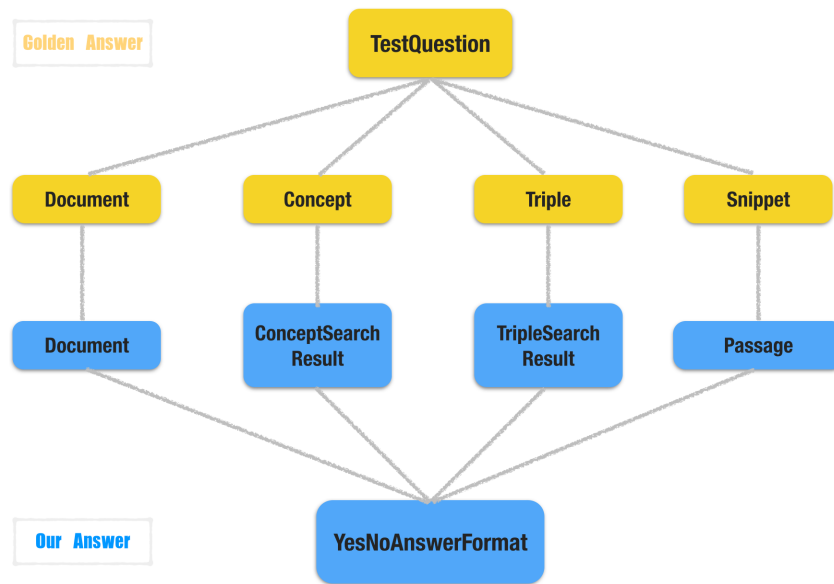 Golden Answer
TestQuestion
Document
Concept
Triple
Snippet
Document
ConceptSearch
Result
TripleSearch
Result
Passage
Our Answer
YesNoAnswerFormat